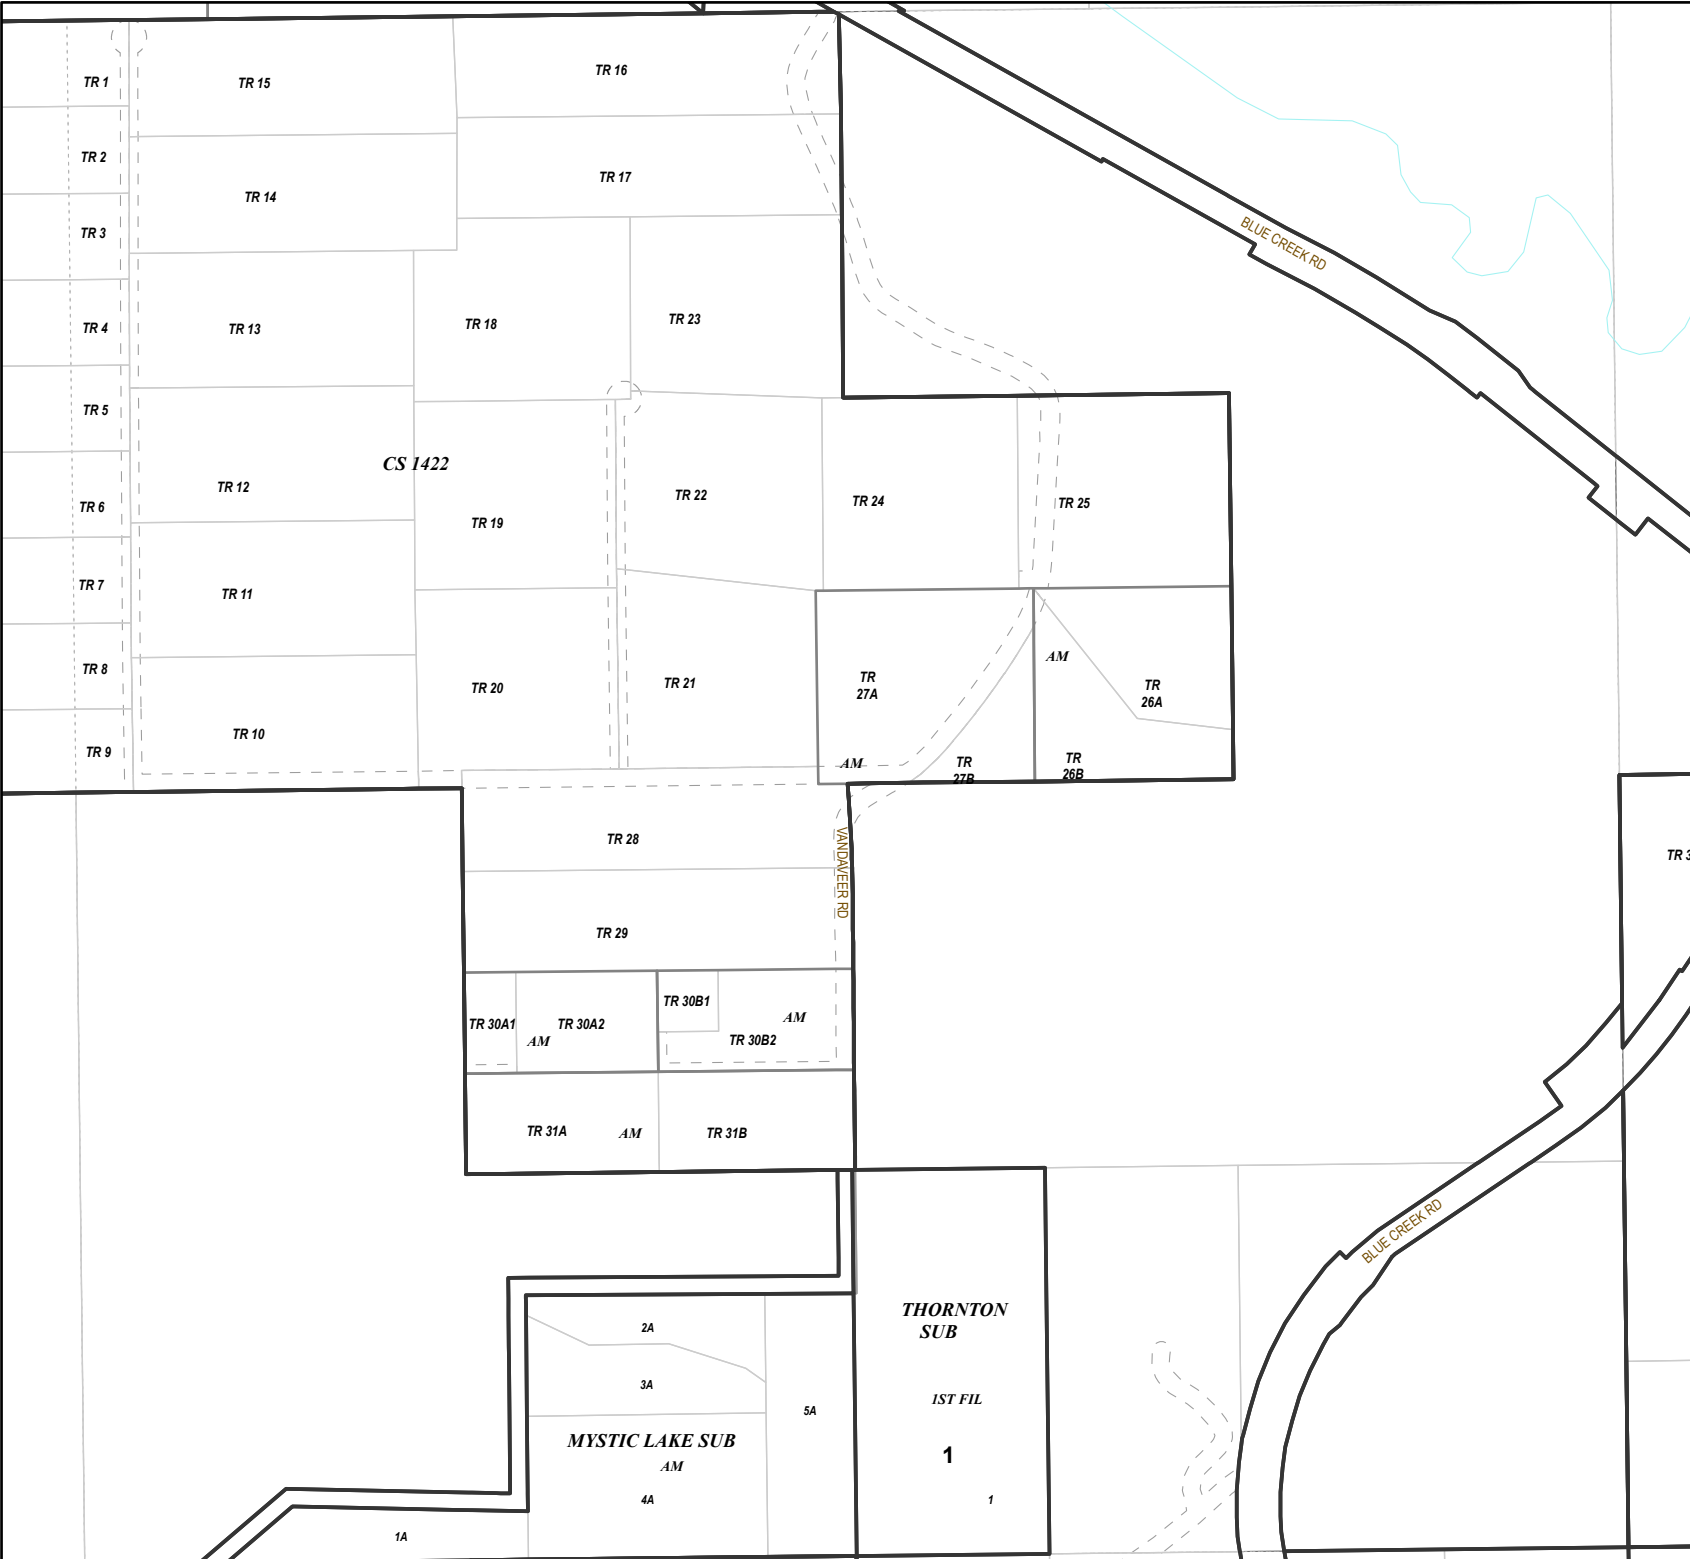 TR 16
TR 1
TR 15
TR 2
TR 17
TR 14
TR 3
BLUE CREEK RD
TR 4
TR 13
TR 18
TR 23
TR 5
CS 1422
TR 12
TR 22
TR 24
TR 25
TR 6
TR 19
TR 7
TR 11
AM
TR 8
TR 20
TR 21
TR
27A
TR
26A
TR 9
TR 10
AM
TR
27B
TR
26B
TR 28
VANDAVEER RD
TR 3
TR 29
TR 30B1
TR 30A1
TR 30A2
AM
AM
TR 30B2
TR 31A
AM
TR 31B
BLUE CREEK RD
THORNTON
SUB
2A
3A
1ST FIL
5A
MYSTIC LAKE SUB
AM
1
4A
1
1A